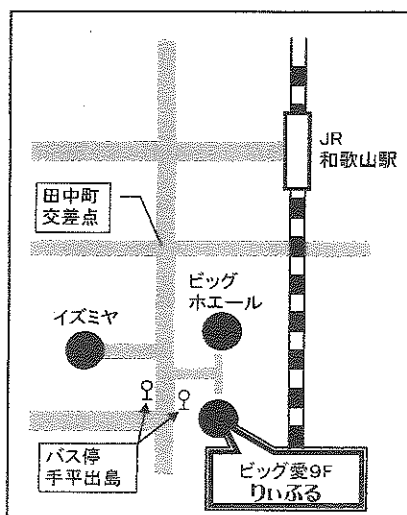 JR
和歌山駅
田中町
交差点
ビッグ
ホエール
イズミヤ
バス停
手平出島
ビッグ愛9F
りぃぶる